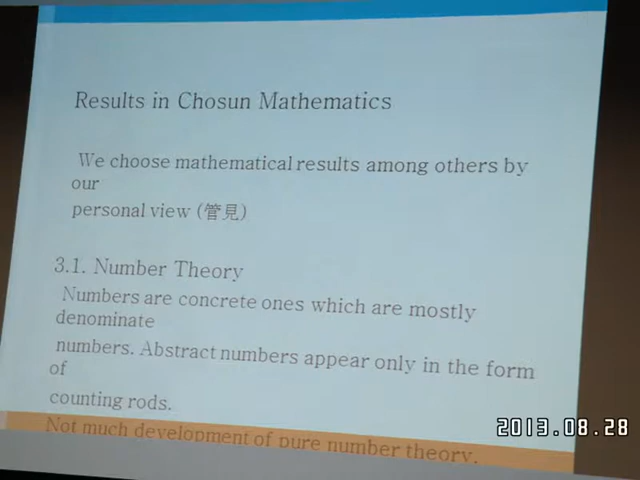 Results in Chosun Mathematics
We choose mathematical results among others by
our
personal view (管見)
3.1. Number Theory
Numbers are concrete ones which are mostly
denominate
numbers. Abstract numbers appear only in the form
of
counting rods.
Not much development of pure number theory.
2013.08.28